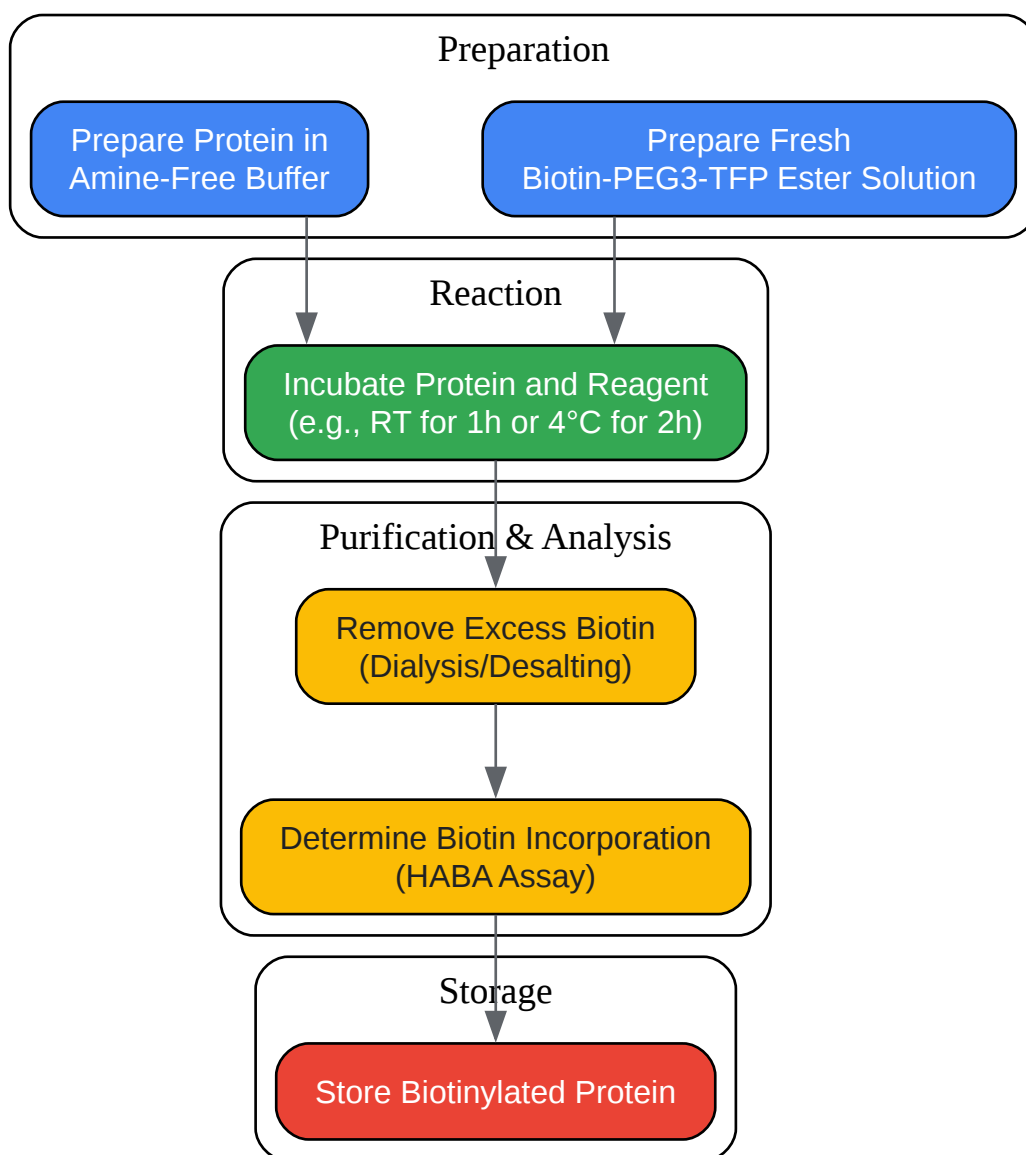 Preparation
Prepare Protein in
Amine-Free Buffer
Prepare Fresh
Biotin-PEG3-TFP Ester Solution
Reaction
Incubate Protein and Reagent
(e.g., RT for 1h or 4°C for 2h)
Purification & Analysis
Remove Excess Biotin
(Dialysis/Desalting)
Determine Biotin Incorporation
(HABA Assay)
Storage
Store Biotinylated Protein